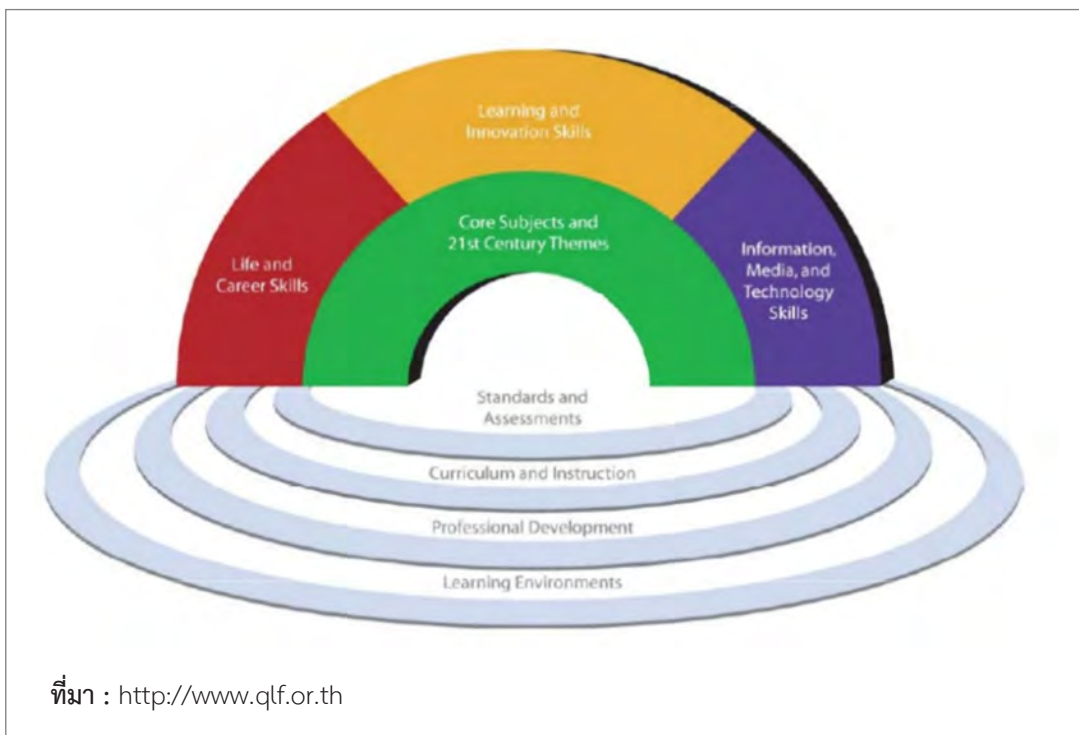 Learning and
Innovation Skills
Core Subjects and
21st Century Themes
Life and
Career Skills
Information,
Media, and
Technology
Skills
Standards and
Assessments
Curriculum and Instruction
Professional Development
Learning Environments
ที่มา : http://www.qlf.or.th